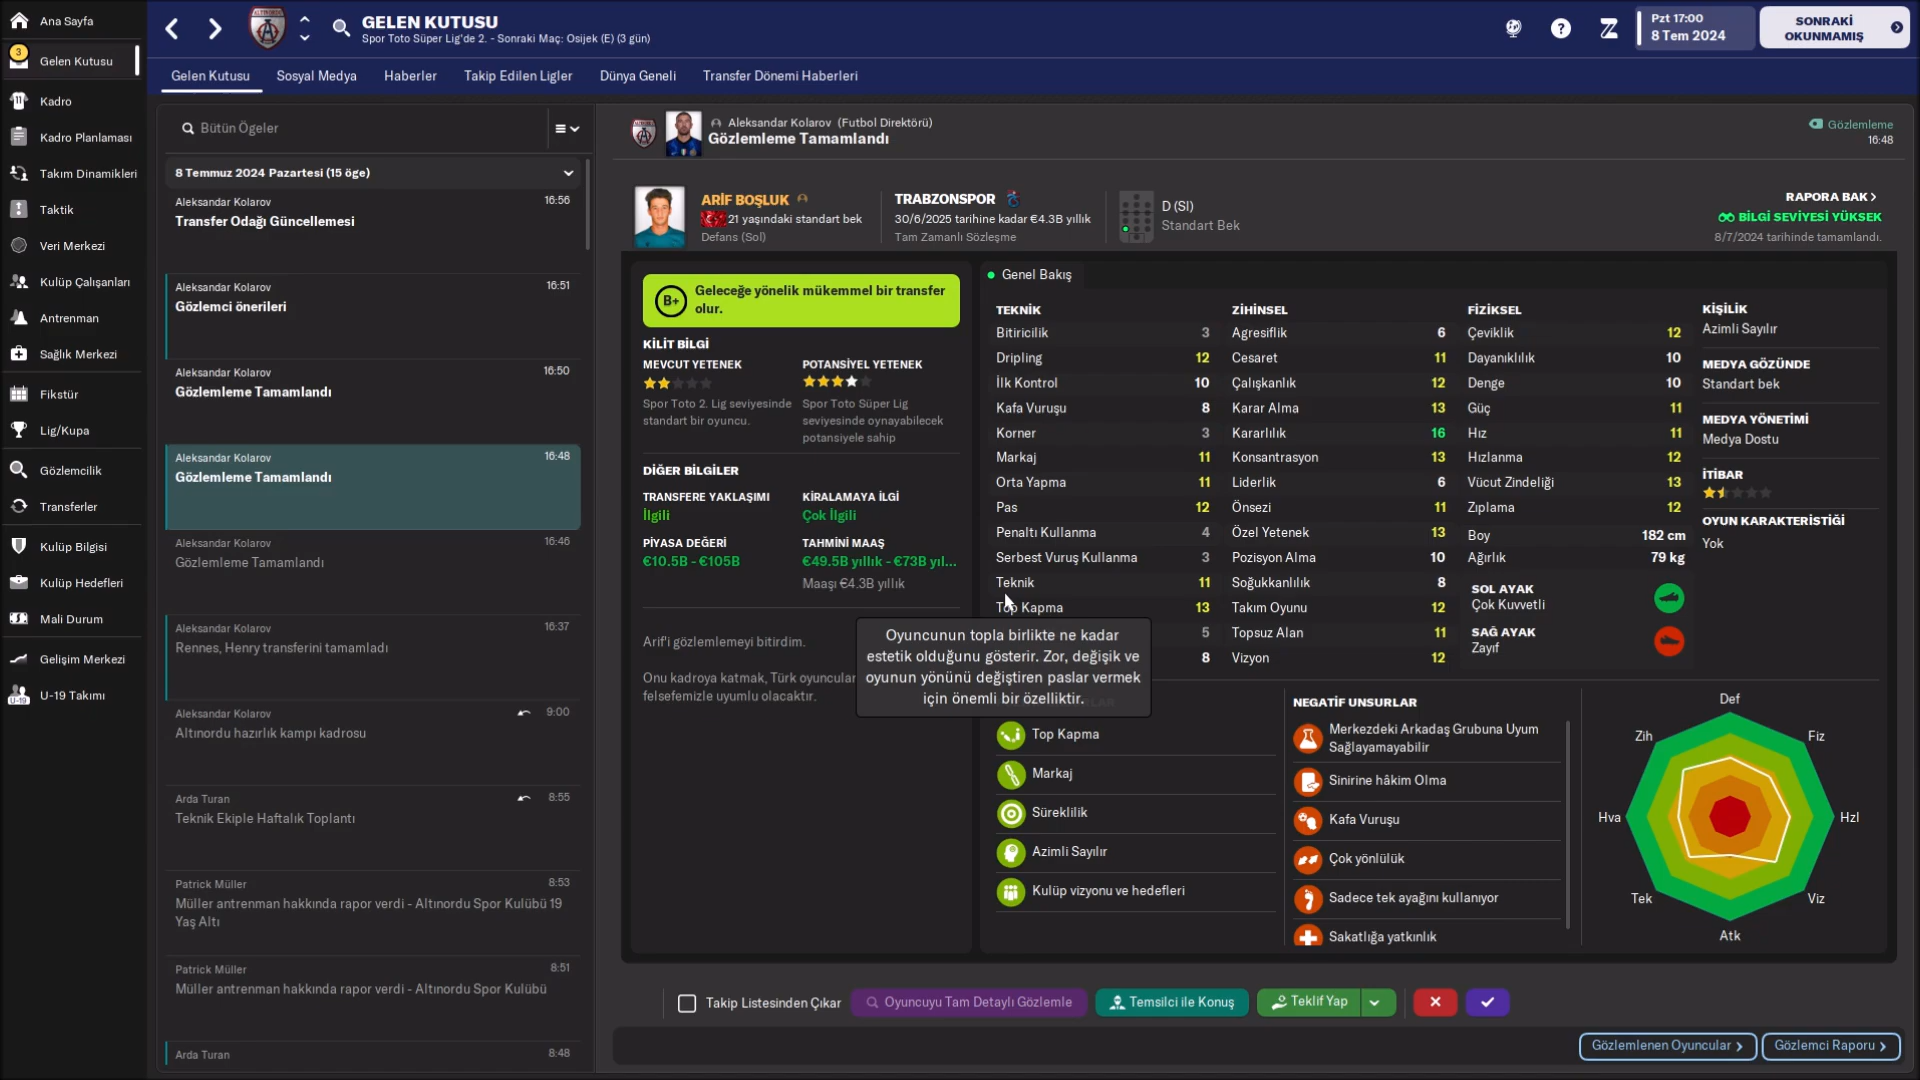 Ana Sayfa
3
Gelen Kutusu
Kadro
Kadro Planlaması
Takım Dinamikleri
Taktik
Veri Merkezi
Kulüp Çalışanları
Antrenman
Sağlık Merkezi
Fikstür
Lig/Kupa
Gözlemcilik
Transferler
Kulüp Bilgisi
Kulüp Hedefleri
Mali Durum
Gelişim Merkezi
U-19 Takımı
GELEN KUTUSU
Spor Toto Süper Lig'de 2. - Sonraki Maç: Osijek (E) (3 gün)
Pzt 17:00
8 Tem 2024
SONRAKİ
OKUNMAMIŞ
Gelen Kutusu Sosyal Medya Haberler Takip Edilen Ligler Dünya Geneli Transfer Dönemi Haberleri
Bütün Ögeler
8 Temmuz 2024 Pazartesi (15 öge)
Aleksandar Kolarov 16:56
Transfer Odağı Güncellemesi
Aleksandar Kolarov 16:51
Gözlemci önerileri
Aleksandar Kolarov 16:50
Gözlemleme Tamamlandı
Aleksandar Kolarov 16:48
Gözlemleme Tamamlandı
Aleksandar Kolarov 16:46
Gözlemleme Tamamlandı
Aleksandar Kolarov 16:37
Rennes, Henry transferini tamamladı
Aleksandar Kolarov 9:00
Altınordu hazırlık kampı kadrosu
Arda Turan 8:55
Teknik Ekiple Haftalık Toplantı
Patrick Müller 8:53
Müller antrenman hakkında rapor verdi - Altınordu Spor Kulübü 19
Yaş Altı
Patrick Müller 8:51
Müller antrenman hakkında rapor verdi - Altınordu Spor Kulübü
Arda Turan 8:48
Aleksandar Kolarov (Futbol Direktörü)
Gözlemleme Tamamlandı
Gözlemleme
16:48
ARİF BOŞLUK
21 yaşındaki standart bek
Defans (Sol)
TRABZONSPOR
30/6/2025 tarihine kadar €4.3B yıllık
Tam Zamanlı Sözleşme
D (Sl)
Standart Bek
RAPORA BAK
BİLGİ SEVİYESİ YÜKSEK
8/7/2024 tarihinde tamamlandı.
B+
Geleceğe yönelik mükemmel bir transfer
olur.
KİLİT BİLGİ
MEVCUT YETENEK POTANSİYEL YETENEK
Spor Toto 2. Lig seviyesinde
standart bir oyuncu.
Spor Toto Süper Lig
seviyesinde oynayabilecek
potansiyele sahip
DİĞER BİLGİLER
TRANSFERE YAKLAŞIMI KİRALAMAYA İLGİ
İlgili Çok İlgili
PİYASA DEĞERİ TAHMİNİ MAAŞ
€10.5B - €105B €49.5B yıllık - €73B yıl...
Maaşı €4.3B yıllık
Arif'i gözlemlemeyi bitirdim.
Onu kadroya katmak, Türk oyuncular
felsefemizle uyumlu olacaktır.
Genel Bakış
TEKNİK
Bitiricilik 3
Dripling 12
İlk Kontrol 10
Kafa Vuruşu 8
Korner 3
Markaj 11
Orta Yapma 11
Pas 12
Penaltı Kullanma 4
Serbest Vuruş Kullanma 3
Teknik 11
Top Kapma 13
5
8
ZİHİNSEL
Agresiflik 6
Cesaret 11
Çalışkanlık 12
Karar Alma 13
Kararlılık 16
Konsantrasyon 13
Liderlik 6
Önsezi 11
Özel Yetenek 13
Pozisyon Alma 10
Soğukkanlılık 8
Takım Oyunu 12
Topsuz Alan 11
Vizyon 12
FİZİKSEL
Çeviklik 12
Dayanıklılık 10
Denge 10
Güç 11
Hız 11
Hızlanma 12
Vücut Zindeliği 13
Zıplama 12
Boy 182 cm
Ağırlık 79 kg
SOL AYAK
Çok Kuvvetli
SAĞ AYAK
Zayıf
KİŞİLİK
Azimli Sayılır
MEDYA GÖZÜNDE
Standart bek
MEDYA YÖNETİMİ
Medya Dostu
İTİBAR
OYUN KARAKTERİSTİĞİ
Yok
Oyuncunun topla birlikte ne kadar
estetik olduğunu gösterir. Zor, değişik ve
oyunun yönünü değiştiren paslar vermek
için önemli bir özelliktir.
Top Kapma
Markaj
Süreklilik
Azimli Sayılır
Kulüp vizyonu ve hedefleri
NEGATİF UNSURLAR
Merkezdeki Arkadaş Grubuna Uyum
Sağlayamayabilir
Sinirine hâkim Olma
Kafa Vuruşu
Çok yönlülük
Sadece tek ayağını kullanıyor
Sakatlığa yatkınlık
Def
Zih Fiz
Hva Hzl
Tek Viz
Atk
Takip Listesinden Çıkar
Oyuncuyu Tam Detaylı Gözlemle
Temsilci ile Konuş
Teklif Yap
Gözlemlenen Oyuncular
Gözlemci Raporu